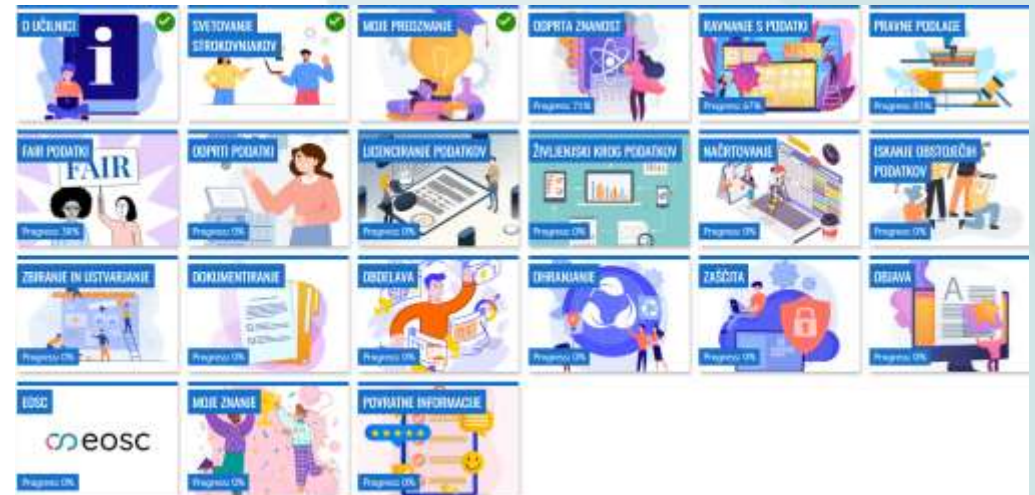 O UČILNICI
SVETOVANJE
STROKOVNJAKOV
MOJE PREDZNANJE
ODPRTA ZNANOST
Progress: 71%
RAVNANJE S PODATKI
Progress: 67%
PRAVNE PODLAGE
FAIR PODATKI
FAIR
Progress: 38%
ODPRTI PODATKI
Progress: 0%
LICENCIRANJE PODATKOV
Progress: 0%
ŽIVLJENJSKI KROG PODATKOV
Progress: 0%
NAČRTOVANJE
Progress: 0%
ISKANJE OBSTOJEČIH
PODATKOV
Progress: 0%
ZBIRANJE IN USTVARJANJE
Progress: 0%
DOKUMENTIRANJE
Progress: 0%
OBDELAVA
Progress: 0%
OHRANJANJE
Progress: 0%
ZAŠČITA
Progress: 0%
OBJAVA
Progress: 0%
EOSC
eosc
Progress: 0%
MOJE ZNANJE
Progress: 0%
POVRATNE INFORMACIJE
Progress: 0%